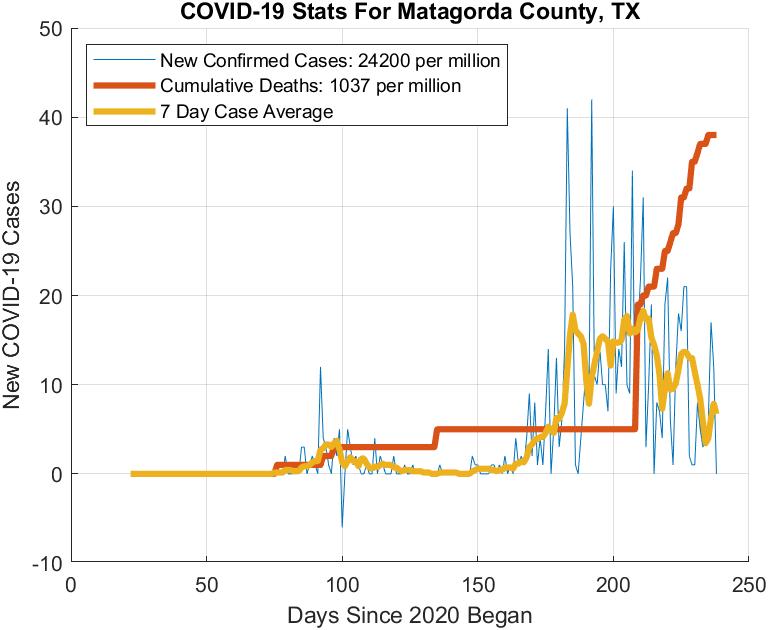 COVID-19 Stats For Matagorda County, TX
New Confirmed Cases: 24200 per million
Cumulative Deaths: 1037 per million
7 Day Case Average
New COVID-19 Cases
50
40
30
20
10
0
-10
0 50 100 150 200 250
Days Since 2020 Began